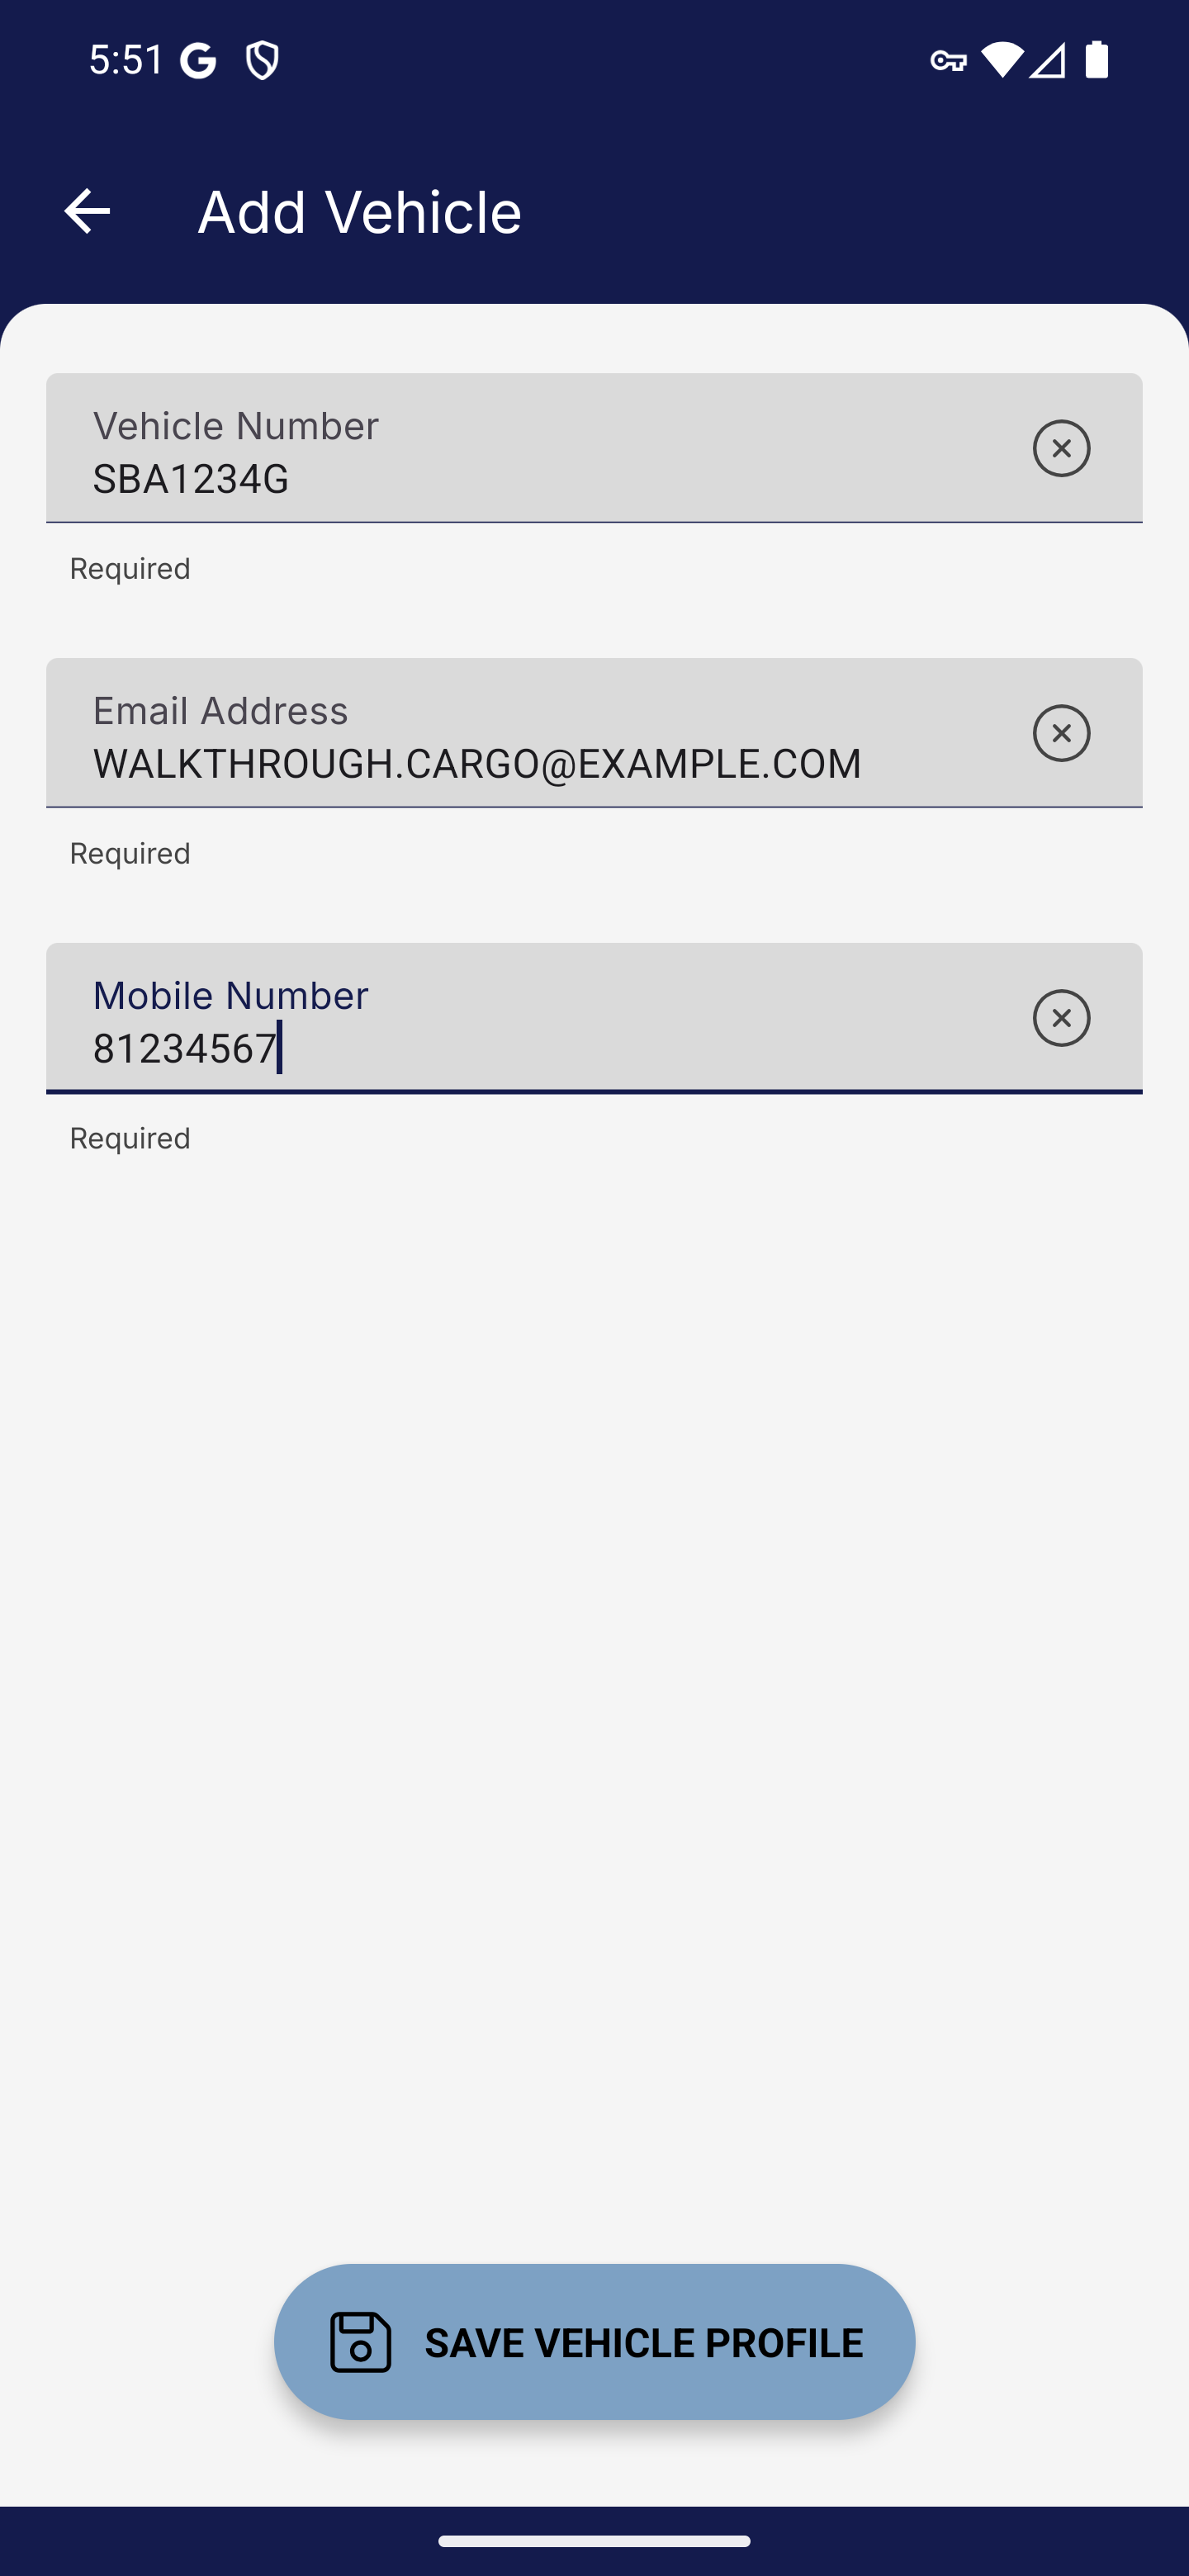 5:51
Add Vehicle
Vehicle Number
SBA1234G
Required
Email Address
WALKTHROUGH.CARGO@EXAMPLE.COM
Required
Mobile Number
81234567
Required
SAVE VEHICLE PROFILE